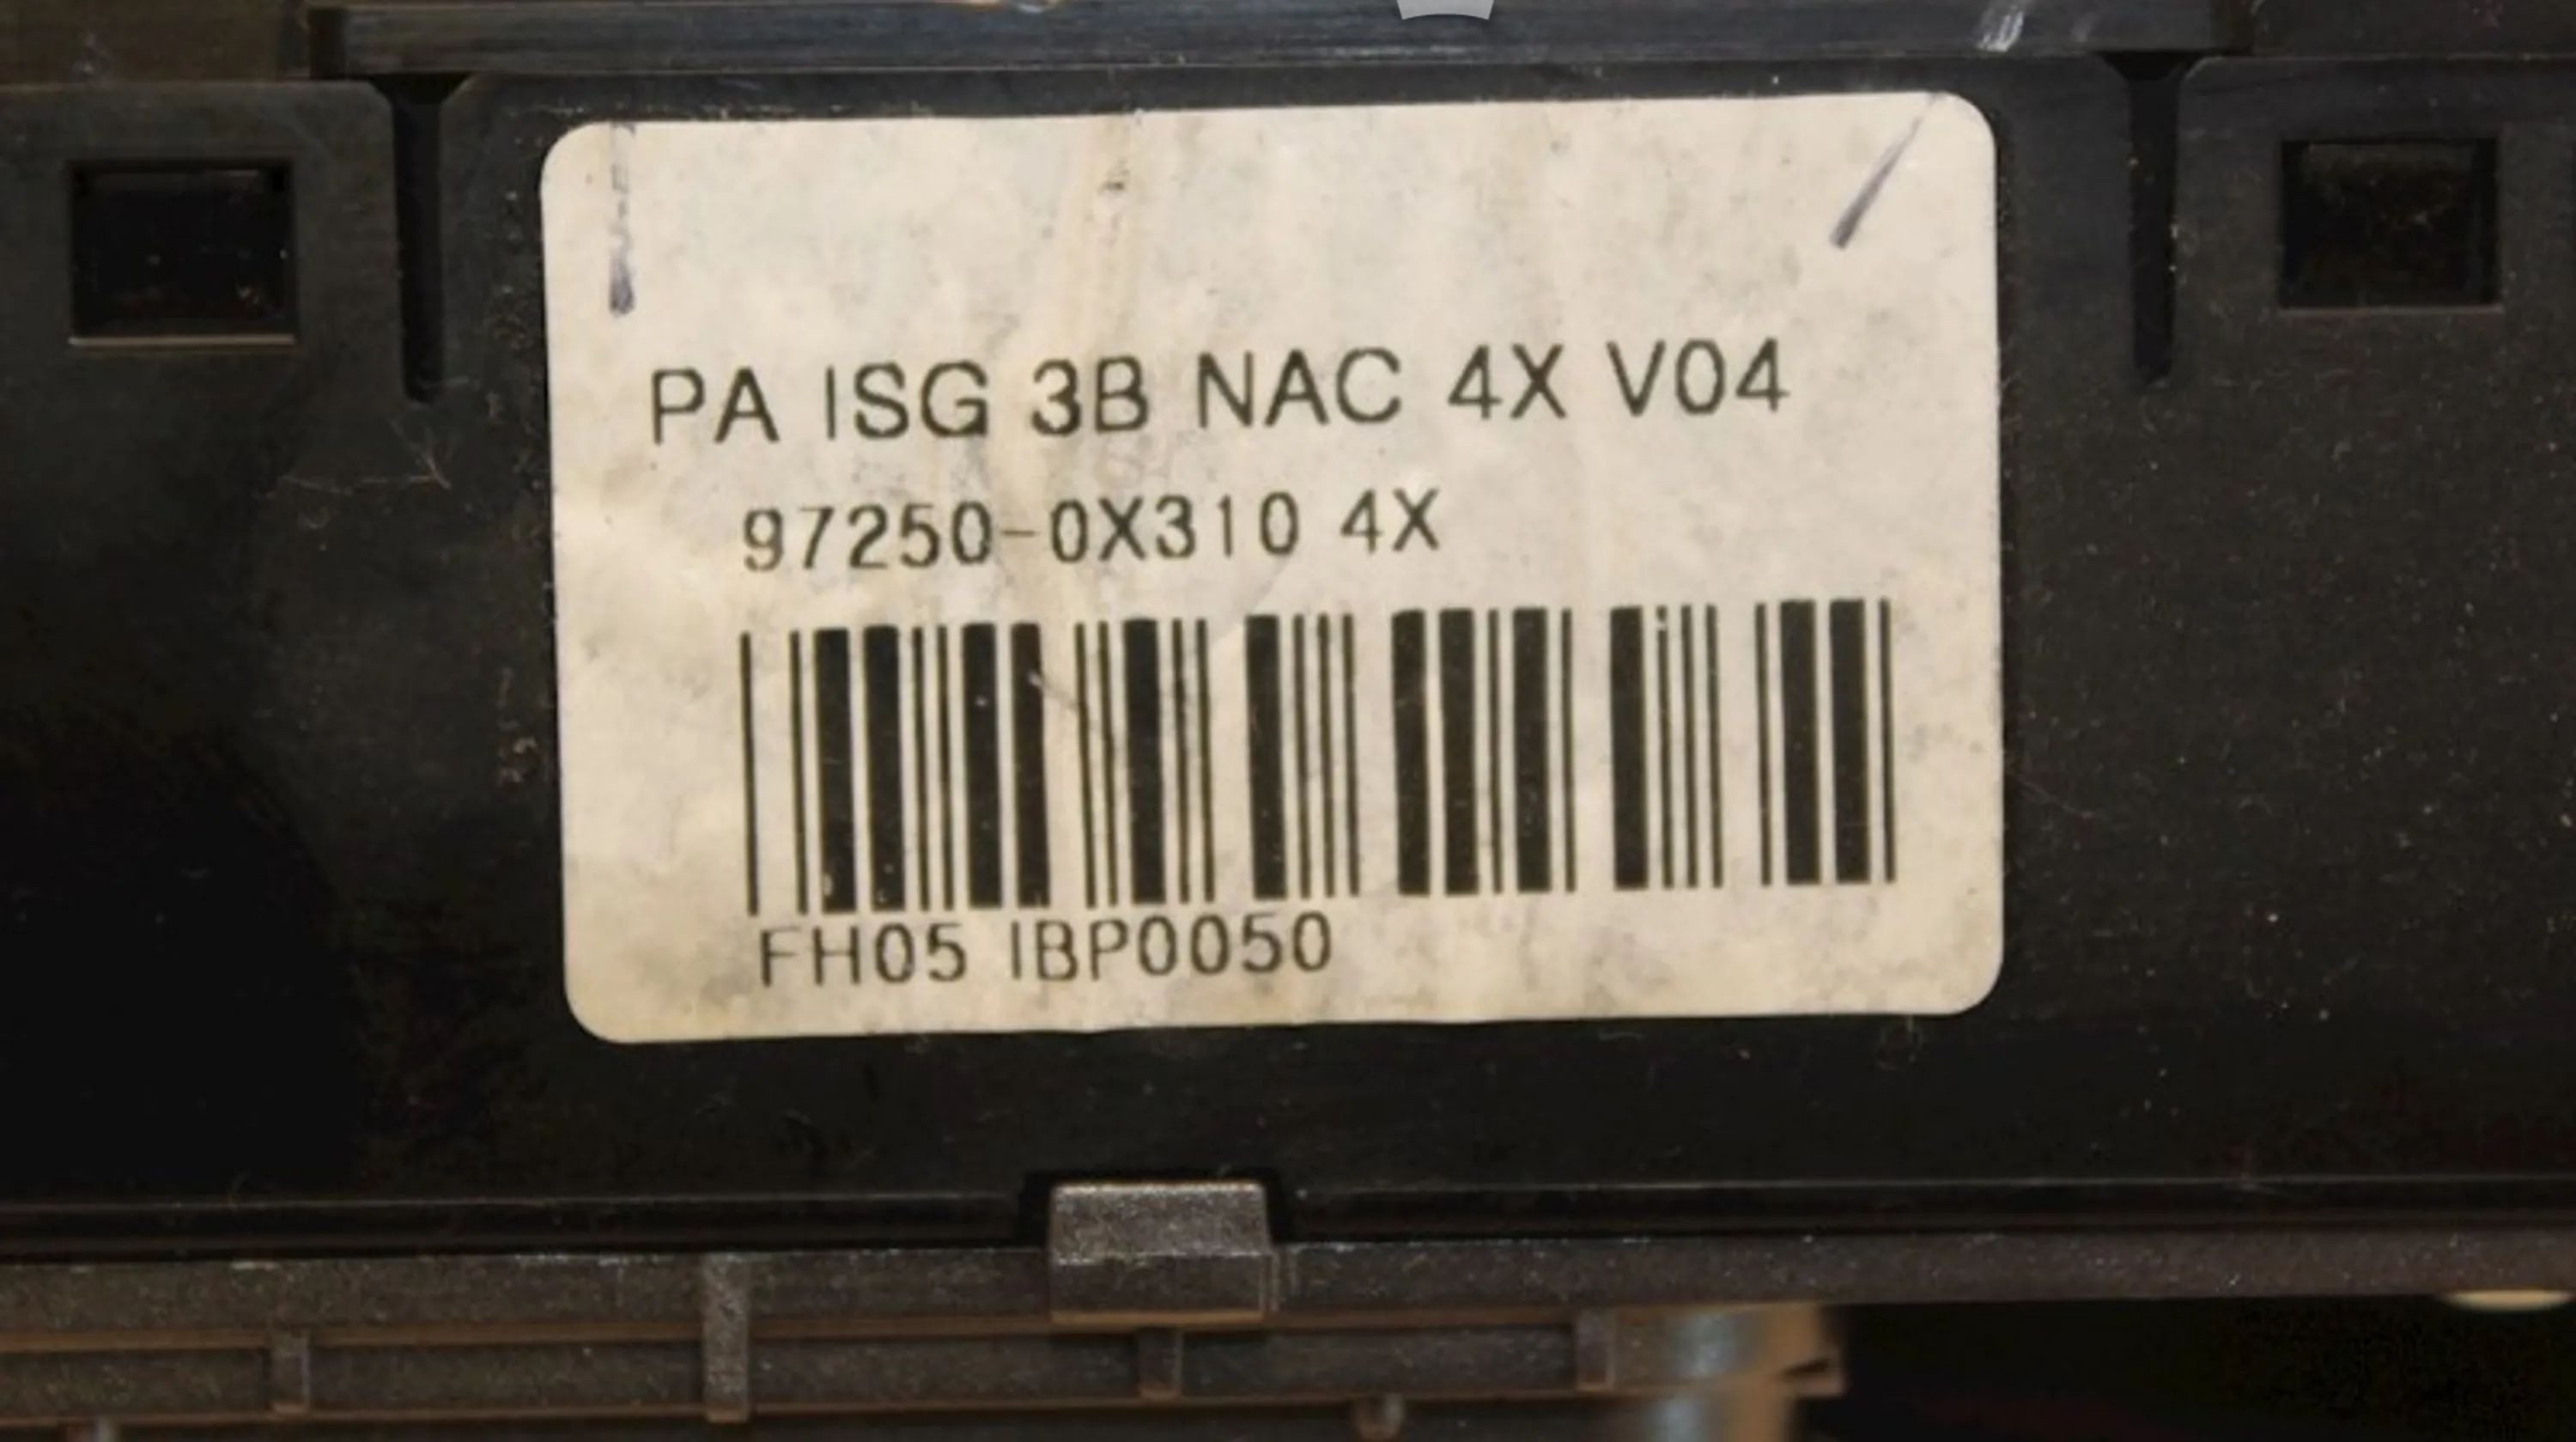 PA ISG 3B NAC 4X V04
97250-0X310 4X
FH05 IBP0050